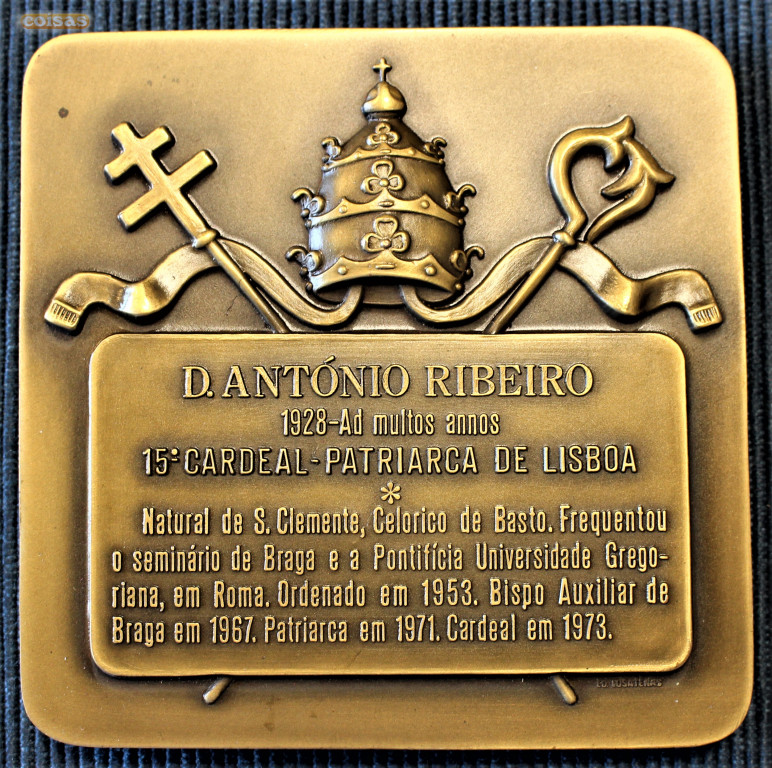 coisas
D. ANTÓNIO RIBEIRO
1928-Ad multos annos
15º CARDEAL-PATRIARCA DE LISBOA
*
Natural de S. Clemente, Celorico de Basto. Frequentou
o seminário de Braga e a Pontifícia Universidade Grego-
riana, em Roma. Ordenado em 1953. Bispo Auxiliar de
Braga em 1967. Patriarca em 1971. Cardeal em 1973.
ED. LUSATENAS